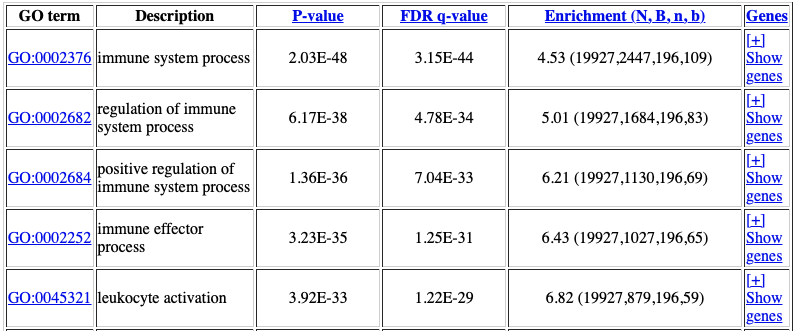 GO term Description P-value FDR q-value Enrichment (N, B, n, b) Genes
GO:0002376 immune system process 2.03E-48 3.15E-44 4.53 (19927,2447,196,109) [+] Show genes
GO:0002682 regulation of immune system process 6.17E-38 4.78E-34 5.01 (19927,1684,196,83) [+] Show genes
GO:0002684 positive regulation of immune system process 1.36E-36 7.04E-33 6.21 (19927,1130,196,69) [+] Show genes
GO:0002252 immune effector process 3.23E-35 1.25E-31 6.43 (19927,1027,196,65) [+] Show genes
GO:0045321 leukocyte activation 3.92E-33 1.22E-29 6.82 (19927,879,196,59) [+] Show genes